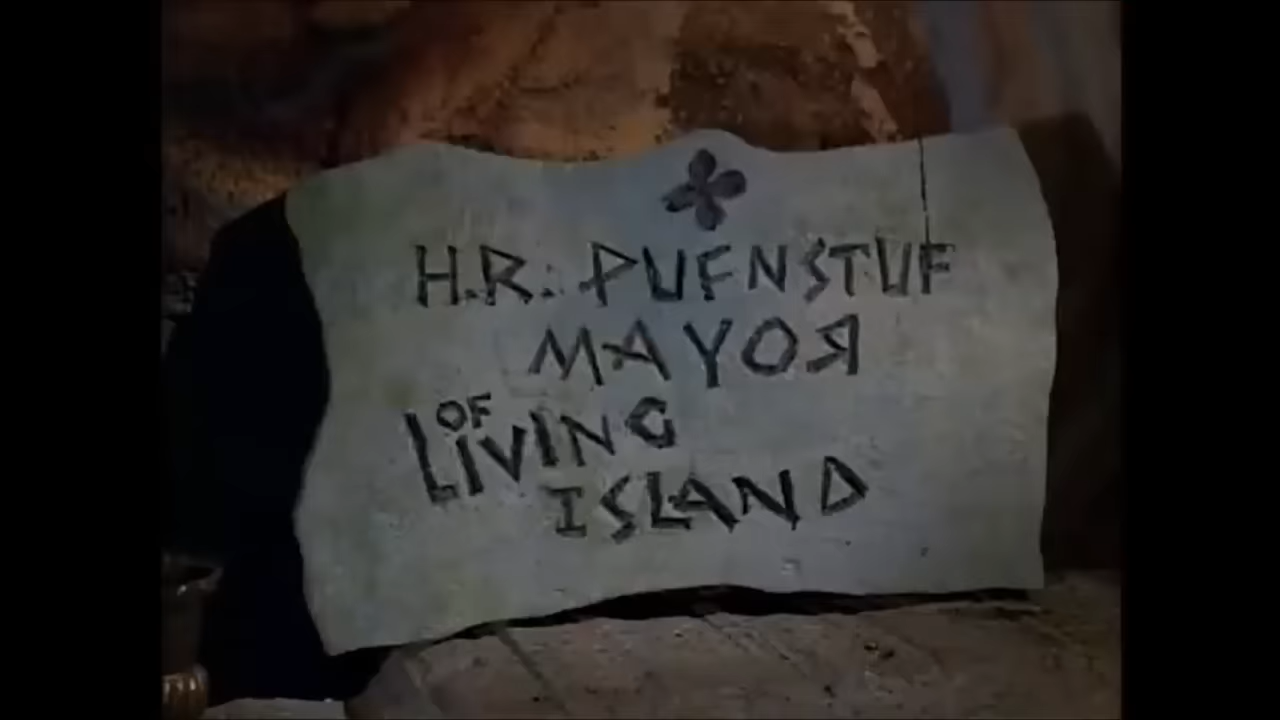 H.R. PUFNSTUF
MAYOR
OF
LIVING
ISLAND